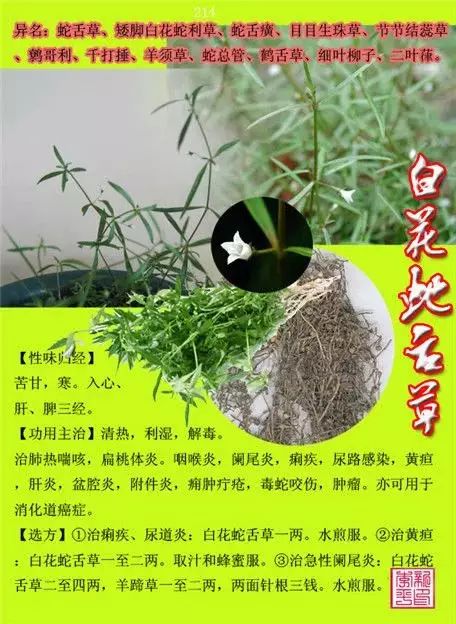 214
异名：蛇舌草、矮脚白花蛇利草、蛇舌癀、目目生珠草、节节结蕊草
、鹩哥利、千打捶、羊须草、蛇总管、鹤舌草、细叶柳子、二叶葎。
白花蛇舌草
【性味归经】
苦甘，寒。入心、
肝、脾三经。
【功用主治】清热，利湿，解毒。
治肺热喘咳，扁桃体炎。咽喉炎，阑尾炎，痢疾，尿路感染，黄疸
，肝炎，盆腔炎，附件炎，痈肿疔疮，毒蛇咬伤，肿瘤。亦可用于
消化道癌症。
【选方】①治痢疾、尿道炎：白花蛇舌草一两。水煎服。②治黄疸
：白花蛇舌草一至二两。取汁和蜂蜜服。③治急性阑尾炎：白花蛇
舌草二至四两，羊蹄草一至二两，两面针根三钱。水煎服。